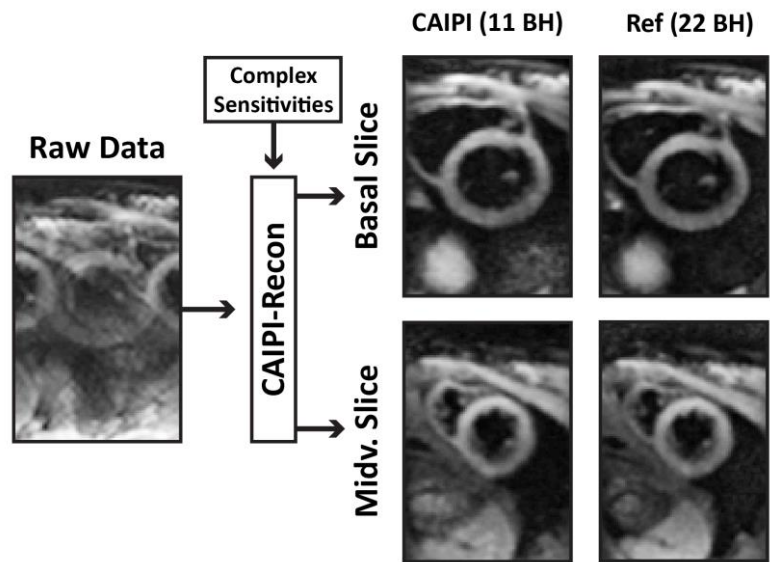 CAIPI (11 BH)
Ref (22 BH)
Complex
Sensitivities
Raw Data
CAIPI-Recon
Basal Slice
Midv. Slice